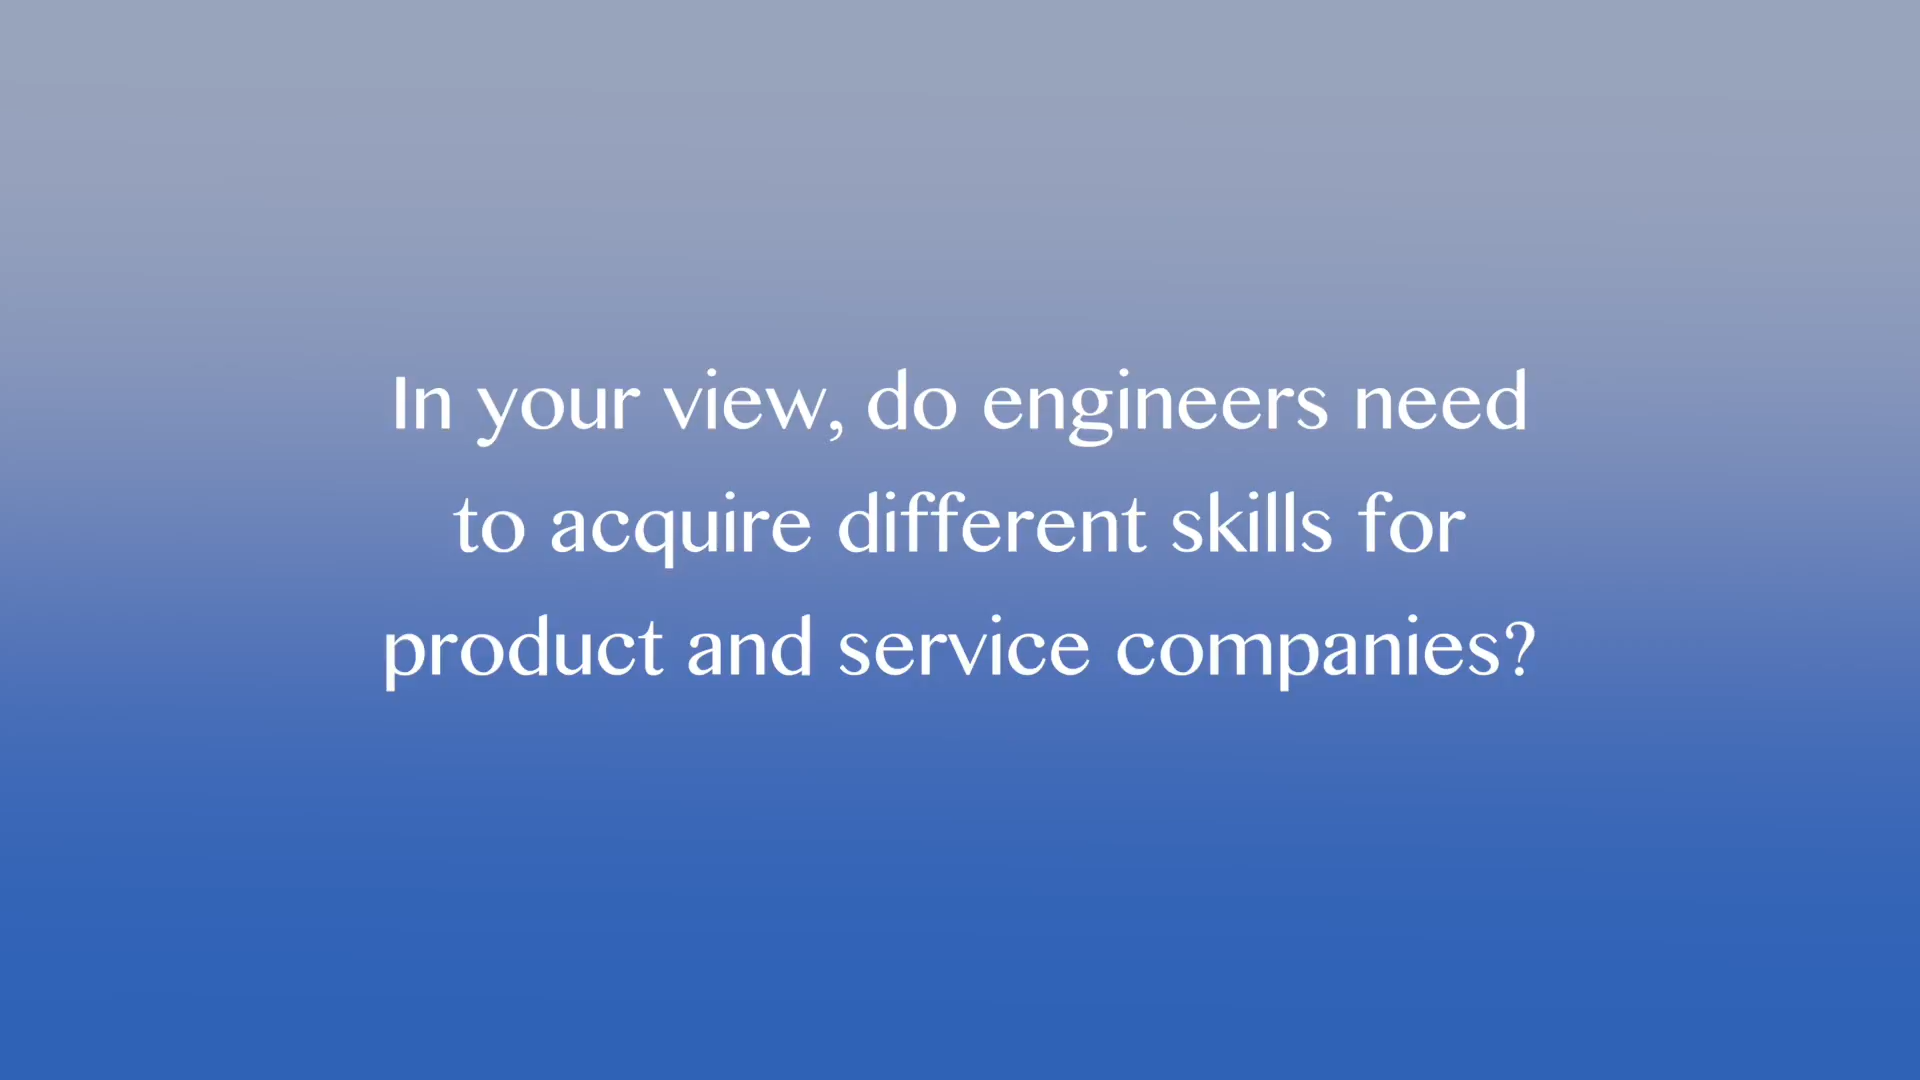 In your view, do engineers need
to acquire different skills for
product and service companies?